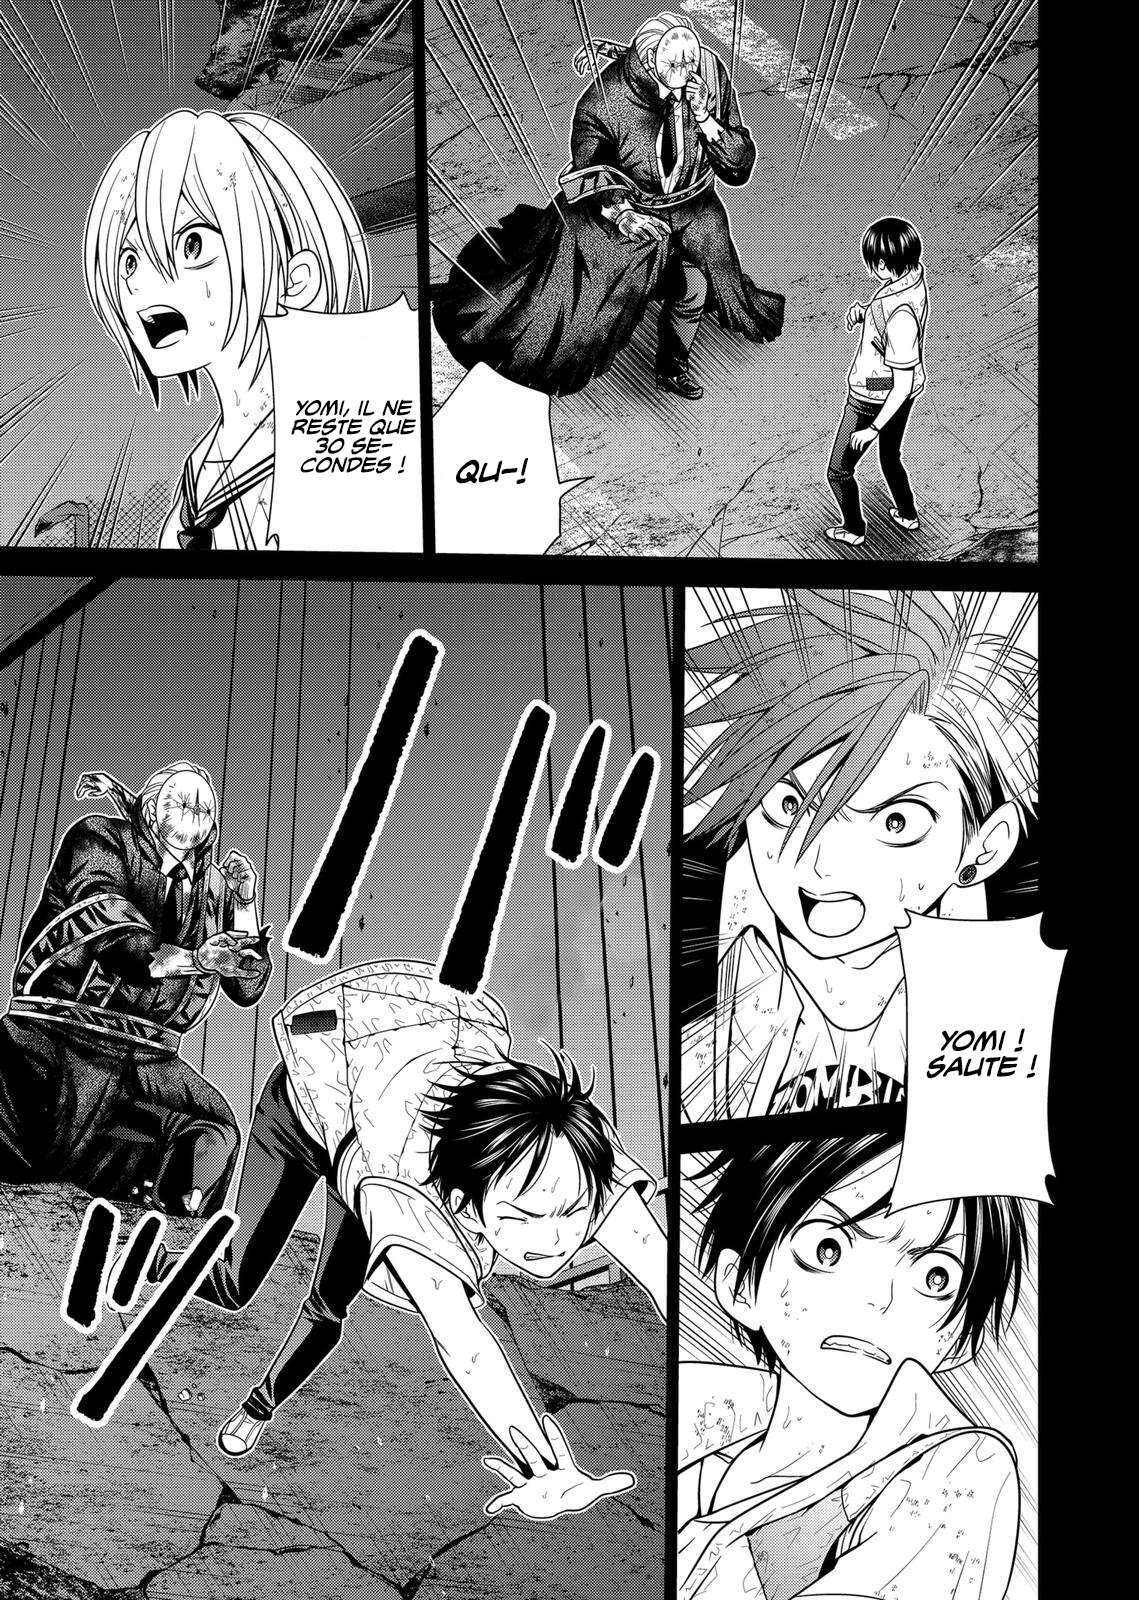 QU-!
YOMI, IL NE
RESTE QUE
30 SE-
CONDES !
YOMI !
SAUTE !